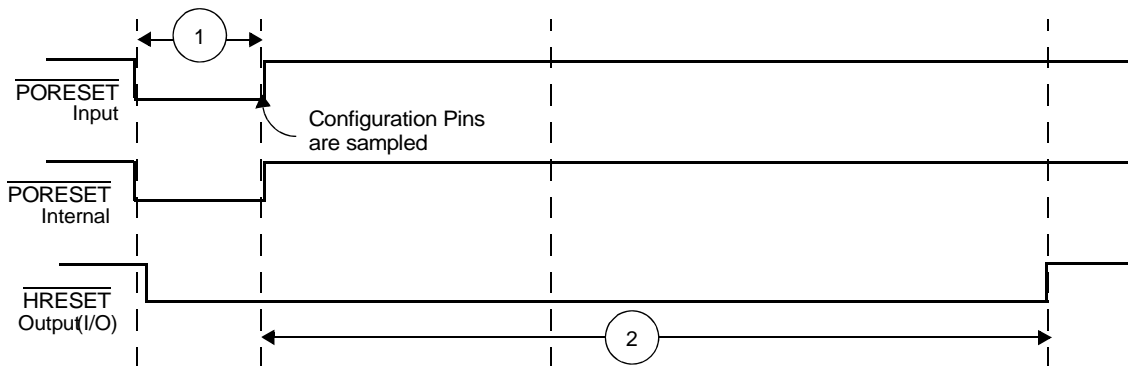 1
PORESET
Input
Configuration Pins
are sampled
PORESET
Internal
HRESET
Output(I/O)
2